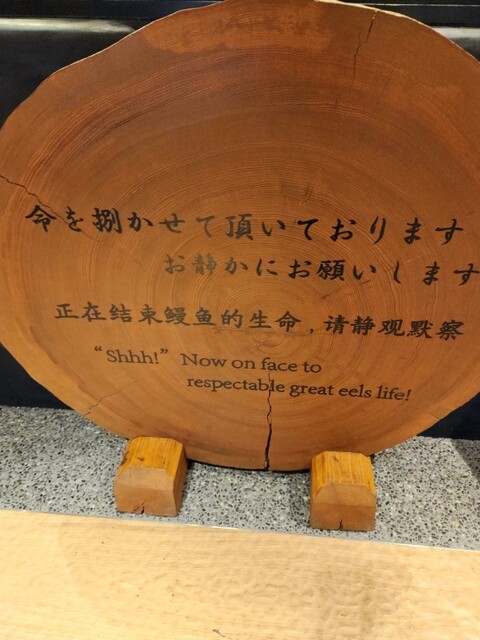 命を捌かせて頂いております
お静かにお願いします
正在结束鳗鱼的生命，请静观默察
“Shhh!” Now on face to
respectable great eels life!